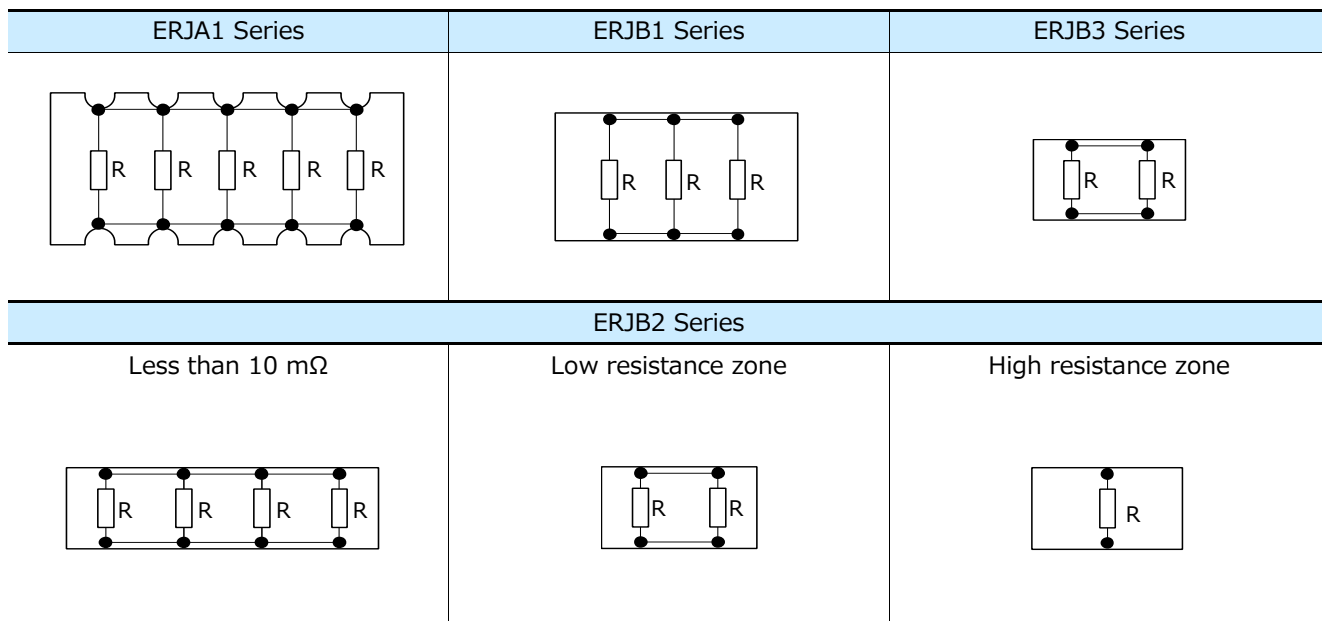 ERJA1 Series ERJB1 Series ERJB3 Series
R R R R R R R R R R
ERJB2 Series
Less than 10 mΩ Low resistance zone High resistance zone
R R R R R R R